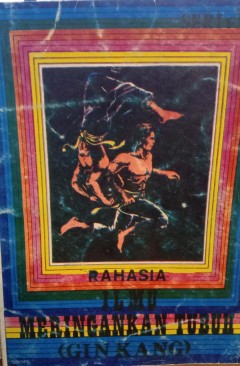 RAHASIA
ILMU
MERINGANKAN TUBUH
(GIN KANG)